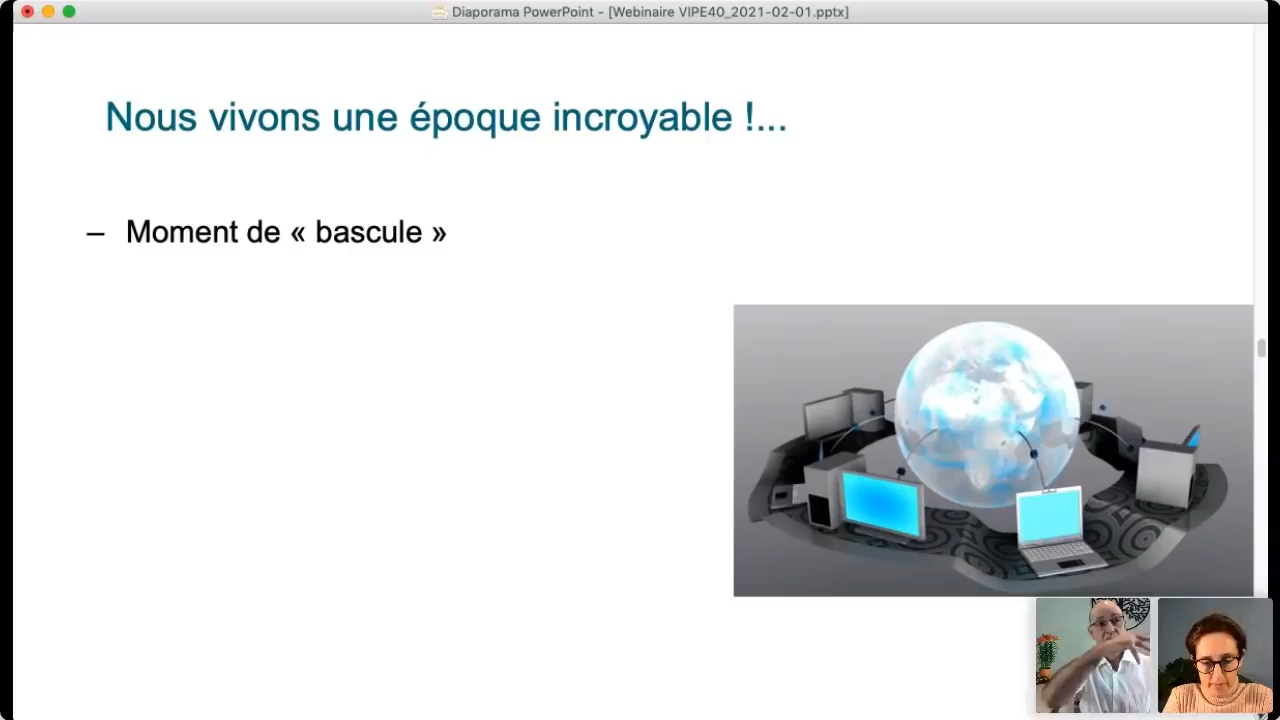 Diaporama PowerPoint - [Webinaire VIPE40_2021-02-01.pptx]
Nous vivons une époque incroyable !...
– Moment de « bascule »